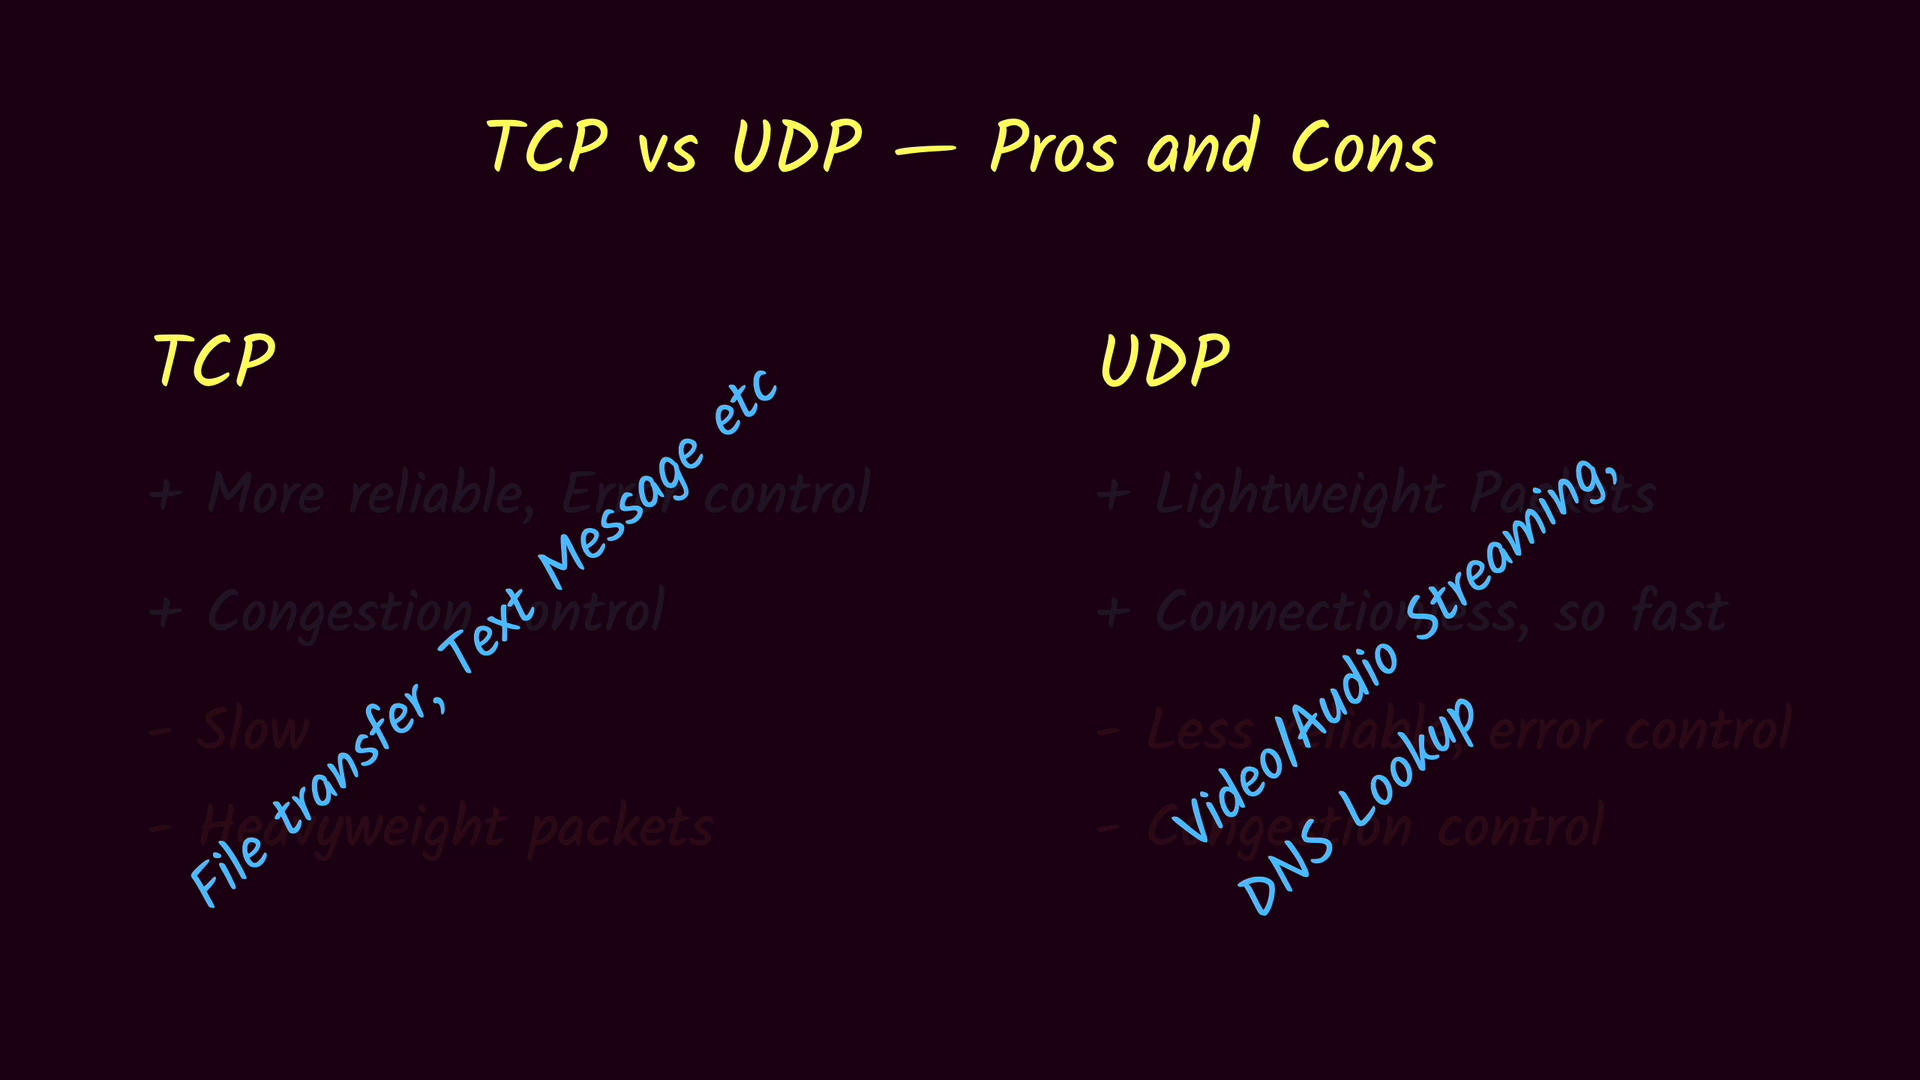 TCP vs UDP — Pros and Cons
TCP
+ More reliable, Error control
+ Congestion control
- Slow
- Heavyweight packets
File transfer, Text Message etc
UDP
+ Lightweight Packets
+ Connectionless, so fast
- Less reliable, error control
- Congestion control
Video/Audio Streaming,
DNS Lookup